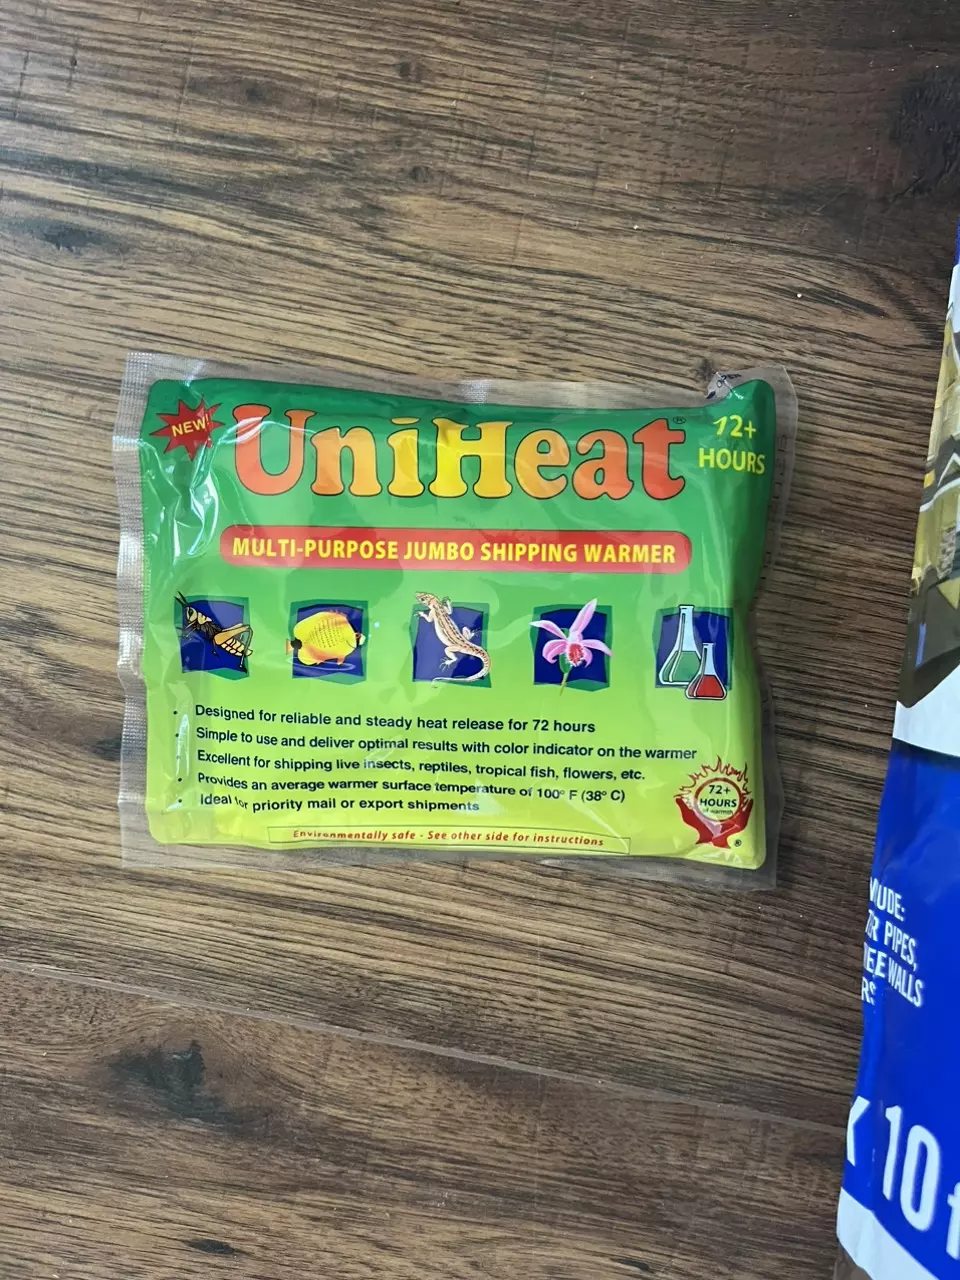 NEW!
UniHeat®
72+
HOURS
MULTI-PURPOSE JUMBO SHIPPING WARMER
• Designed for reliable and steady heat release for 72 hours
• Simple to use and deliver optimal results with color indicator on the warmer
• Excellent for shipping live insects, reptiles, tropical fish, flowers, etc.
• Provides an average warmer surface temperature of 100° F (38° C)
• Ideal for priority mail or export shipments
72+
HOURS
of warmth
®
Environmentally safe - See other side for instructions
UDE:
PIPES,
WALLS
10